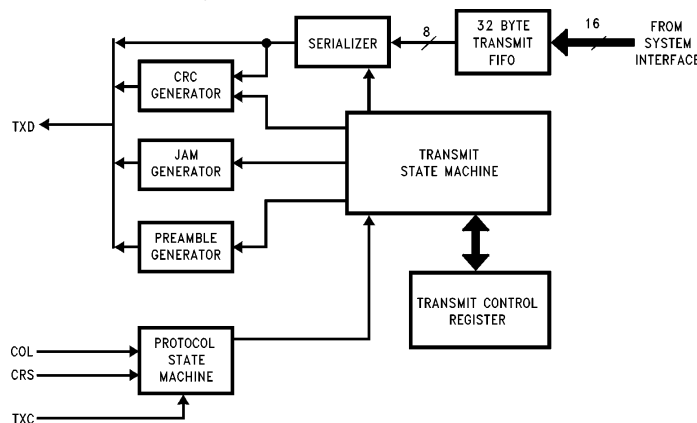 8
16
32 BYTE
TRANSMIT
FIFO
FROM
SYSTEM
INTERFACE
SERIALIZER
CRC
GENERATOR
TXD
JAM
GENERATOR
TRANSMIT
STATE MACHINE
PREAMBLE
GENERATOR
TRANSMIT CONTROL
REGISTER
PROTOCOL
STATE
MACHINE
COL
CRS
TXC